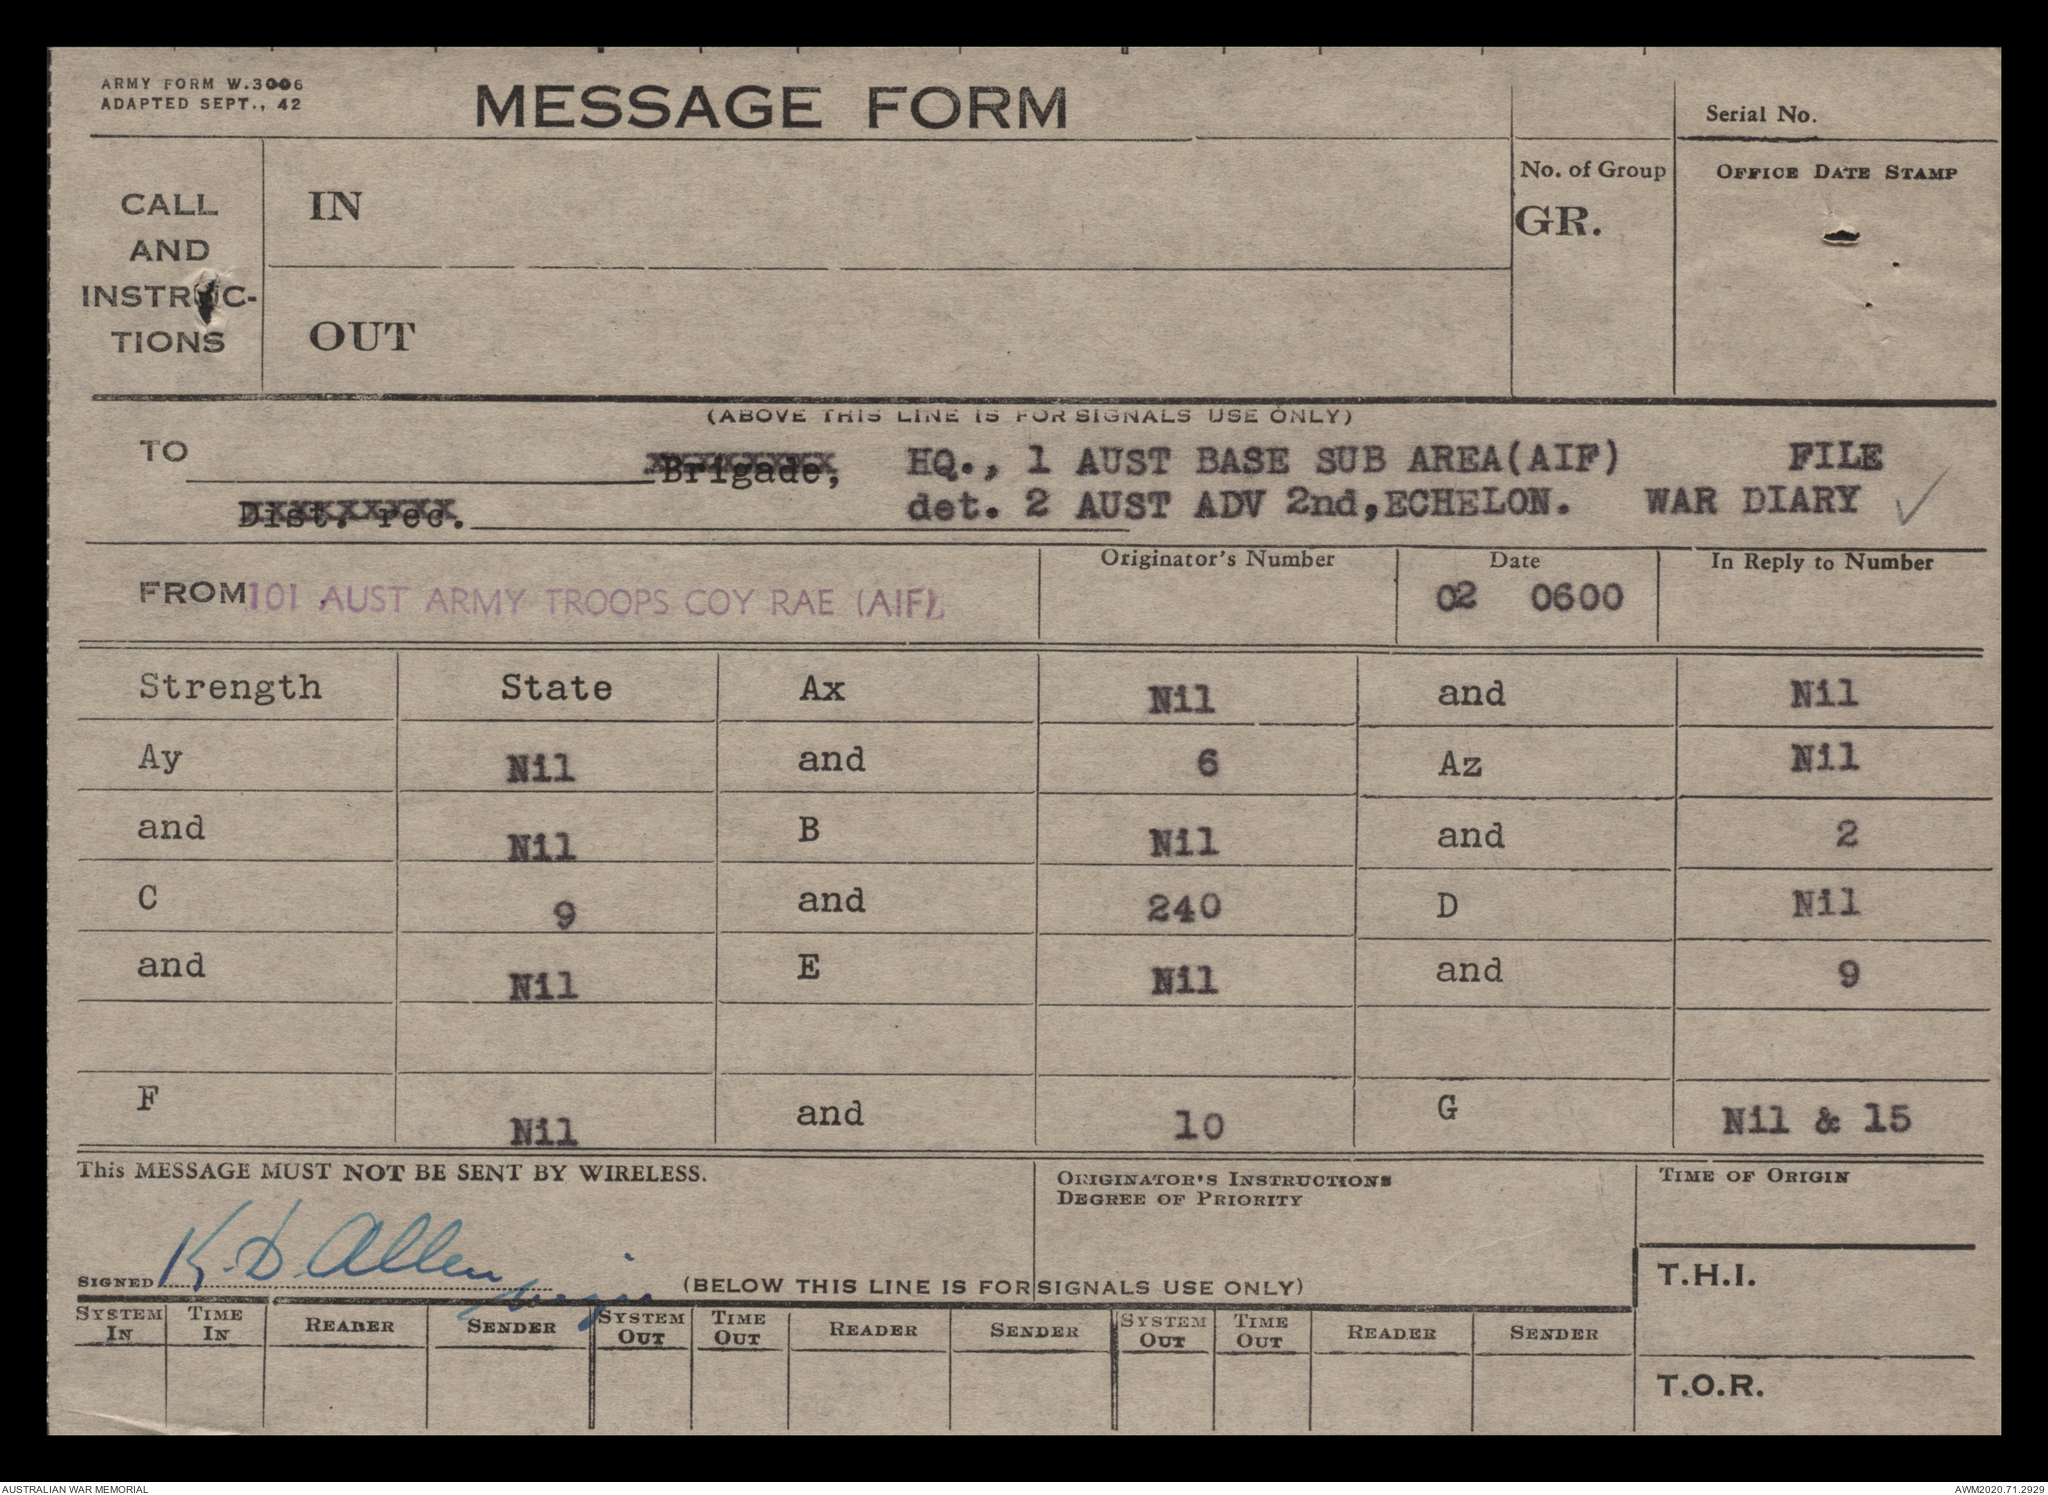 ARMY FORM W.3006
ADAPTED SEPT., 42
MESSAGE FORM
Serial No.
CALL
AND
INSTRUC-
TIONS
IN
OUT
No. of Group
GR.
OFFICE DATE STAMP
(ABOVE THIS LINE IS FOR SIGNALS USE ONLY)
TO Brigade, HQ., 1 AUST BASE SUB AREA(AIF) FILE
Dist. rec. det. 2 AUST ADV 2nd,ECHELON. WAR DIARY ✓
FROM 101 AUST ARMY TROOPS COY RAE (AIF)
Originator's Number
Date
02 0600
In Reply to Number
Strength State Ax Nil and Nil
Ay Nil and 6 Az Nil
and Nil B Nil and 2
C 9 and 240 D Nil
and Nil E Nil and 9
F Nil and 10 G Nil & 15
This MESSAGE MUST NOT BE SENT BY WIRELESS.
ORIGINATOR'S INSTRUCTIONS
DEGREE OF PRIORITY
TIME OF ORIGIN
SIGNED K.D. Allen
Major
(BELOW THIS LINE IS FOR SIGNALS USE ONLY)
T.H.I.
SYSTEM IN TIME IN READER SENDER SYSTEM OUT TIME OUT READER SENDER SYSTEM OUT TIME OUT READER SENDER
T.O.R.
AUSTRALIAN WAR MEMORIAL
AWM2020.71.2929